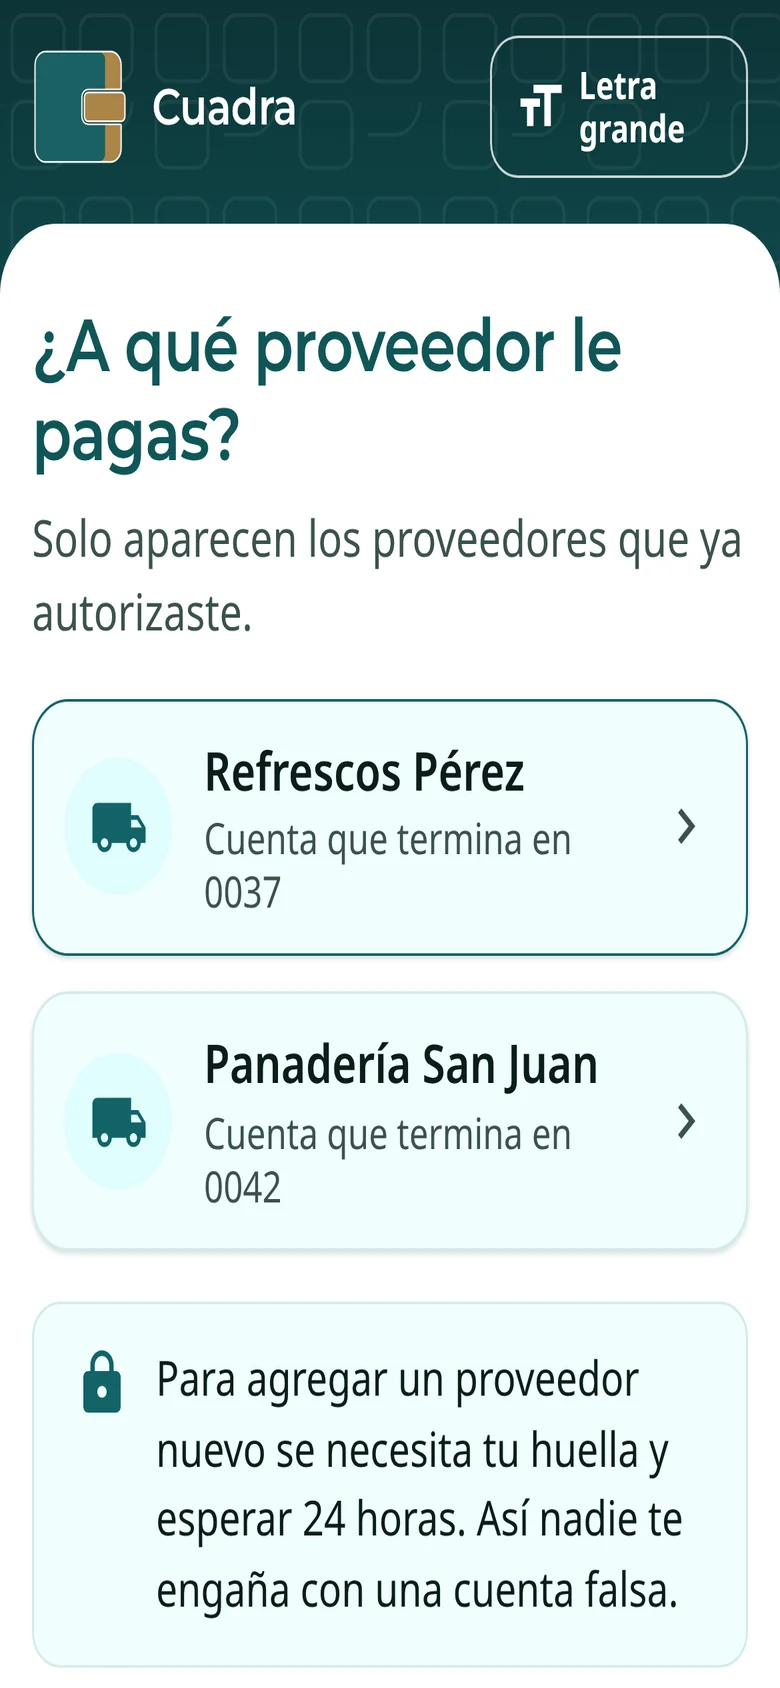 Cuadra
Letra
grande
¿A qué proveedor le
pagas?
Solo aparecen los proveedores que ya
autorizaste.
Refrescos Pérez
Cuenta que termina en
0037
Panadería San Juan
Cuenta que termina en
0042
Para agregar un proveedor
nuevo se necesita tu huella y
esperar 24 horas. Así nadie te
engaña con una cuenta falsa.